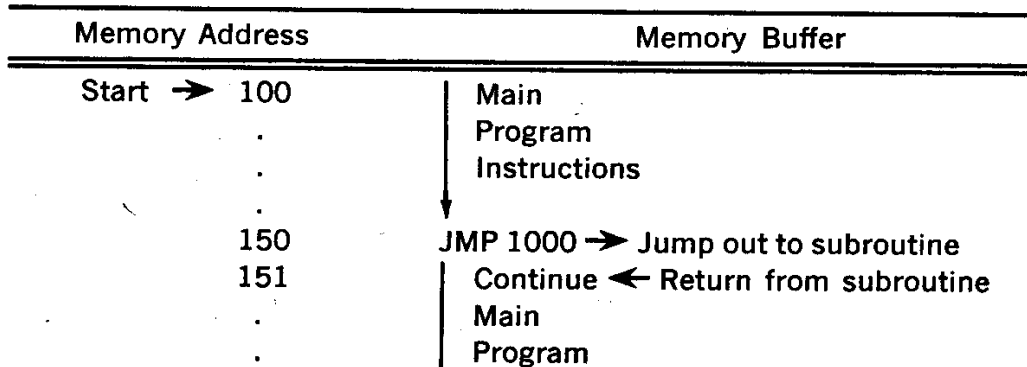 Memory Address Memory Buffer
Start → 100 Main
. Program
. Instructions
.
150 JMP 1000 → Jump out to subroutine
151 Continue ← Return from subroutine
. Main
. Program